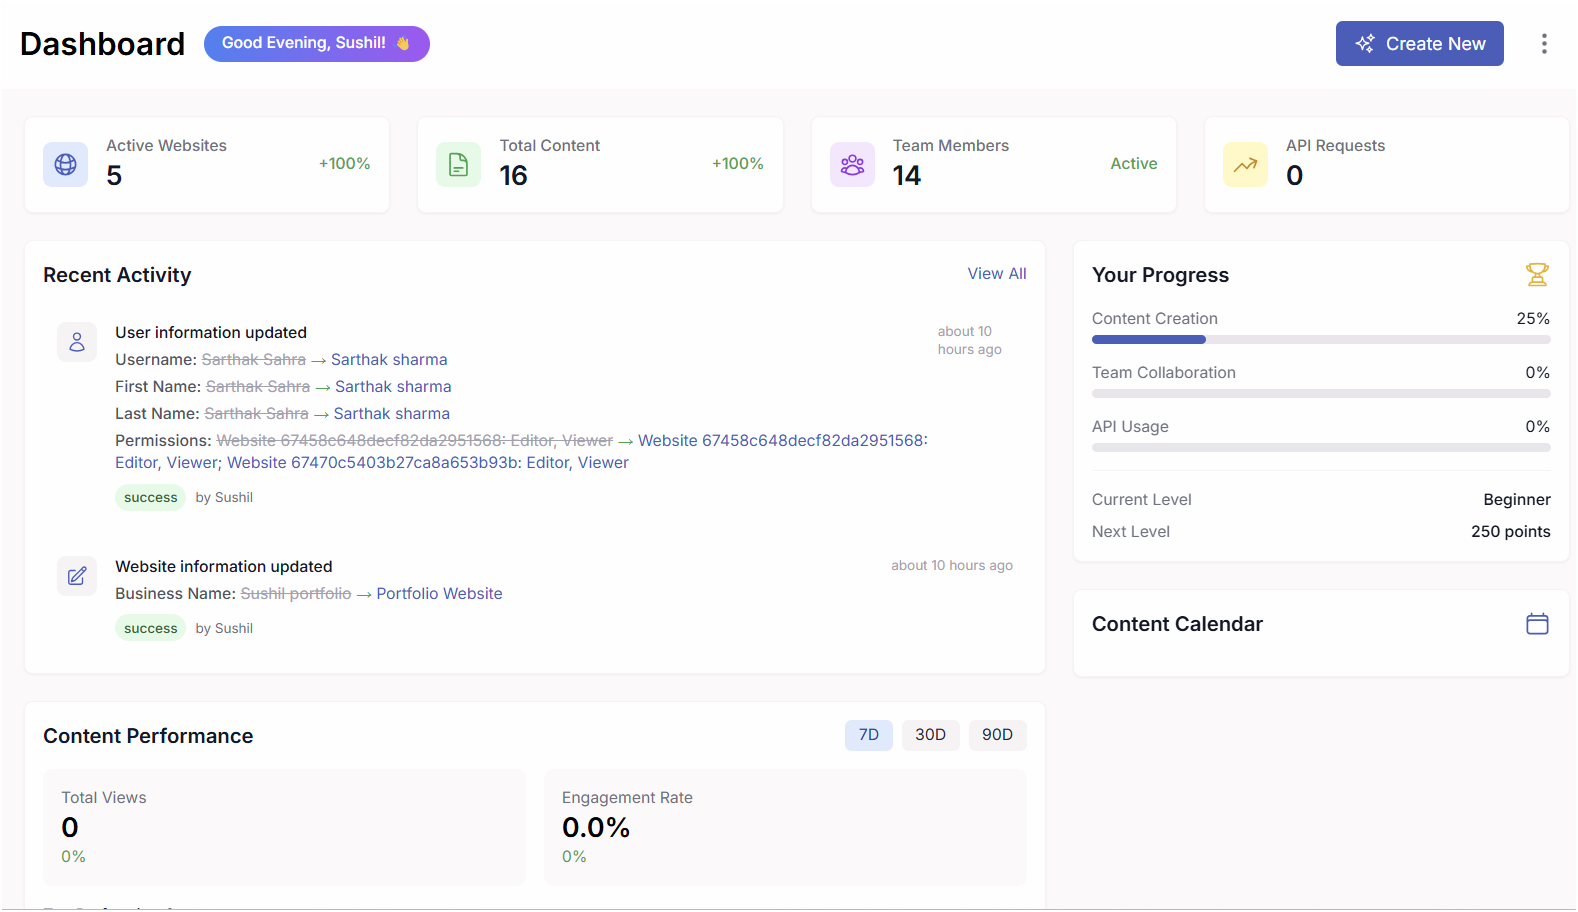 Dashboard
Good Evening, Sushil! 👋
Create New
Active Websites
5
+100%
Total Content
16
+100%
Team Members
14
Active
API Requests
0
Recent Activity
View All
User information updated
about 10
hours ago
Username: Sarthak Sahra → Sarthak sharma
First Name: Sarthak Sahra → Sarthak sharma
Last Name: Sarthak Sahra → Sarthak sharma
Permissions: Website 67458c648decf82da2951568: Editor, Viewer → Website 67458c648decf82da2951568:
Editor, Viewer; Website 67470c5403b27ca8a653b93b: Editor, Viewer
success by Sushil
Website information updated
about 10 hours ago
Business Name: Sushil portfolio → Portfolio Website
success by Sushil
Your Progress
Content Creation 25%
Team Collaboration 0%
API Usage 0%
Current Level Beginner
Next Level 250 points
Content Calendar
Content Performance
7D 30D 90D
Total Views
0
0%
Engagement Rate
0.0%
0%